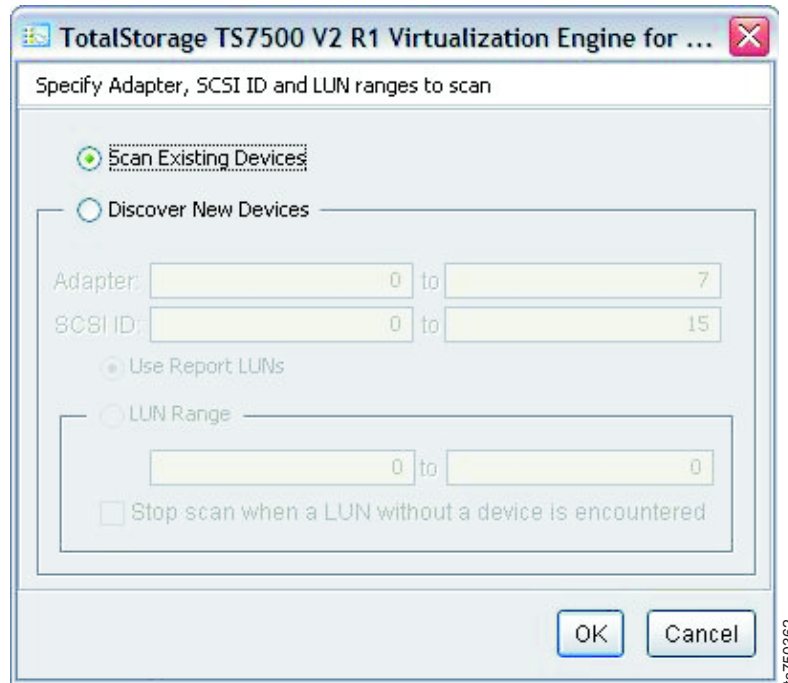 TotalStorage TS7500 V2 R1 Virtualization Engine for ...
Specify Adapter, SCSI ID and LUN ranges to scan
Scan Existing Devices
Discover New Devices
Adapter: 0 to 7
SCSI ID: 0 to 15
Use Report LUNs
LUN Range
0 to 0
Stop scan when a LUN without a device is encountered
OK Cancel